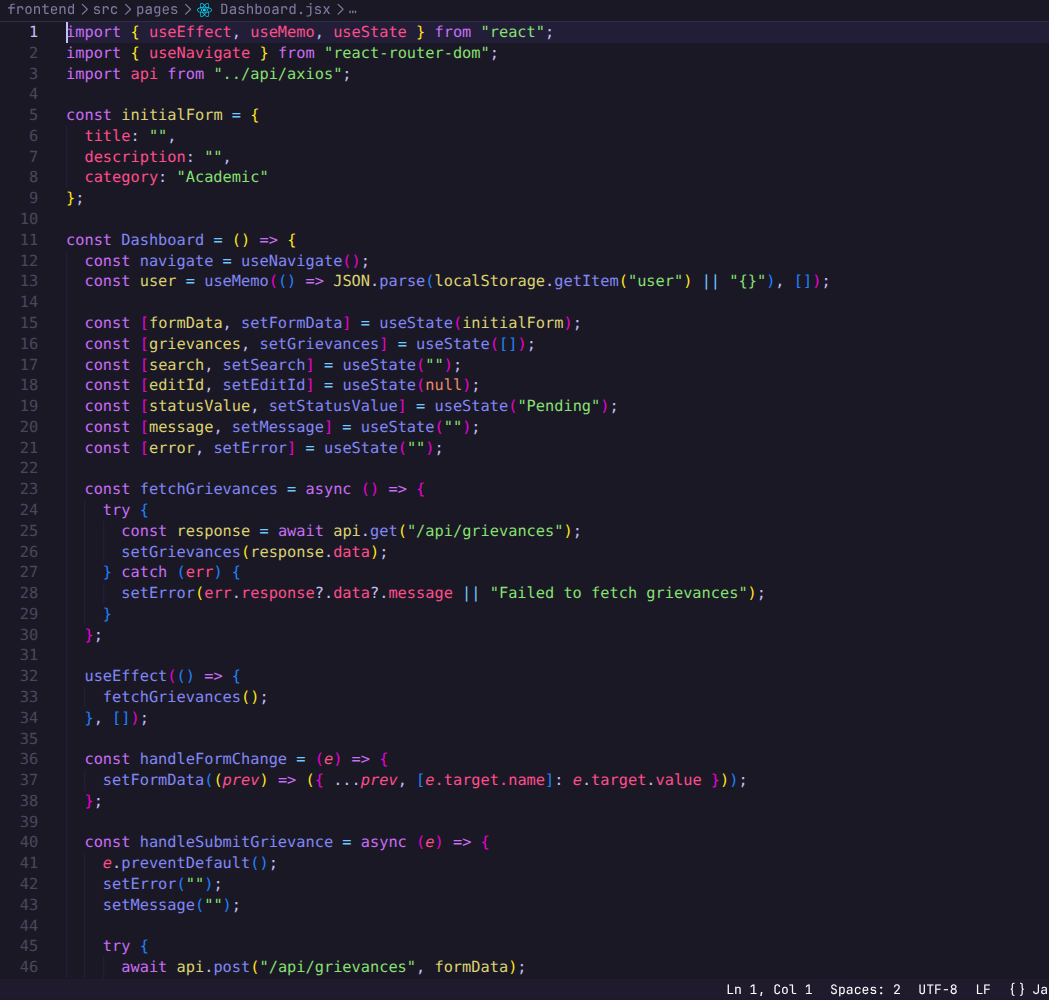 frontend > src > pages > Dashboard.jsx > …
1 import { useEffect, useMemo, useState } from "react";
2 import { useNavigate } from "react-router-dom";
3 import api from "../api/axios";
4
5 const initialForm = {
6   title: "",
7   description: "",
8   category: "Academic"
9 };
10
11 const Dashboard = () => {
12   const navigate = useNavigate();
13   const user = useMemo(() => JSON.parse(localStorage.getItem("user") || "{}"), []);
14
15   const [formData, setFormData] = useState(initialForm);
16   const [grievances, setGrievances] = useState([]);
17   const [search, setSearch] = useState("");
18   const [editId, setEditId] = useState(null);
19   const [statusValue, setStatusValue] = useState("Pending");
20   const [message, setMessage] = useState("");
21   const [error, setError] = useState("");
22
23   const fetchGrievances = async () => {
24     try {
25       const response = await api.get("/api/grievances");
26       setGrievances(response.data);
27     } catch (err) {
28       setError(err.response?.data?.message || "Failed to fetch grievances");
29     }
30   };
31
32   useEffect(() => {
33     fetchGrievances();
34   }, []);
35
36   const handleFormChange = (e) => {
37     setFormData((prev) => ({ ...prev, [e.target.name]: e.target.value }));
38   };
39
40   const handleSubmitGrievance = async (e) => {
41     e.preventDefault();
42     setError("");
43     setMessage("");
44
45     try {
46       await api.post("/api/grievances", formData);
Ln 1, Col 1 Spaces: 2 UTF-8 LF {} Ja